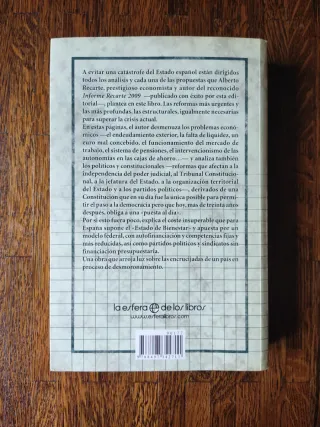 A evitar una catástrofe del Estado español están dirigidos
todos los análisis y cada una de las propuestas que Alberto
Recarte, prestigioso economista y autor del reconocido
Informe Recarte 2009 —publicado con éxito por esta edi-
torial—, plantea en este libro. Las reformas más urgentes y
las más profundas, las estructurales, igualmente necesarias
para superar la crisis actual.
En estas páginas, el autor desmenuza los problemas econó-
micos —el endeudamiento exterior, la falta de liquidez, un
euro mal concebido, el funcionamiento del mercado de
trabajo, el sistema de pensiones, el intervencionismo de las
autonomías en las cajas de ahorro...— y analiza también
los políticos y constitucionales —reformas que afectan a la
independencia del poder judicial, al Tribunal Constitucio-
nal, a la jefatura del Estado, a la organización territorial
del Estado y a los partidos políticos—, derivados de una
Constitución que en su día fue la única posible para permi-
tir el paso a la democracia pero que hoy, más de treinta años
después, obliga a una «puesta al día».
Por si esto fuera poco, explica el coste insuperable que para
España supone el «Estado de Bienestar» y apuesta por un
modelo federal, con autofinanciación y competencias fijas y
más reducidas, así como partidos políticos y sindicatos sin
financiación presupuestaria.
Una obra que arroja luz sobre las encrucijadas de un país en
proceso de desmoronamiento.
la esfera de los libros
www.esferalibros.com